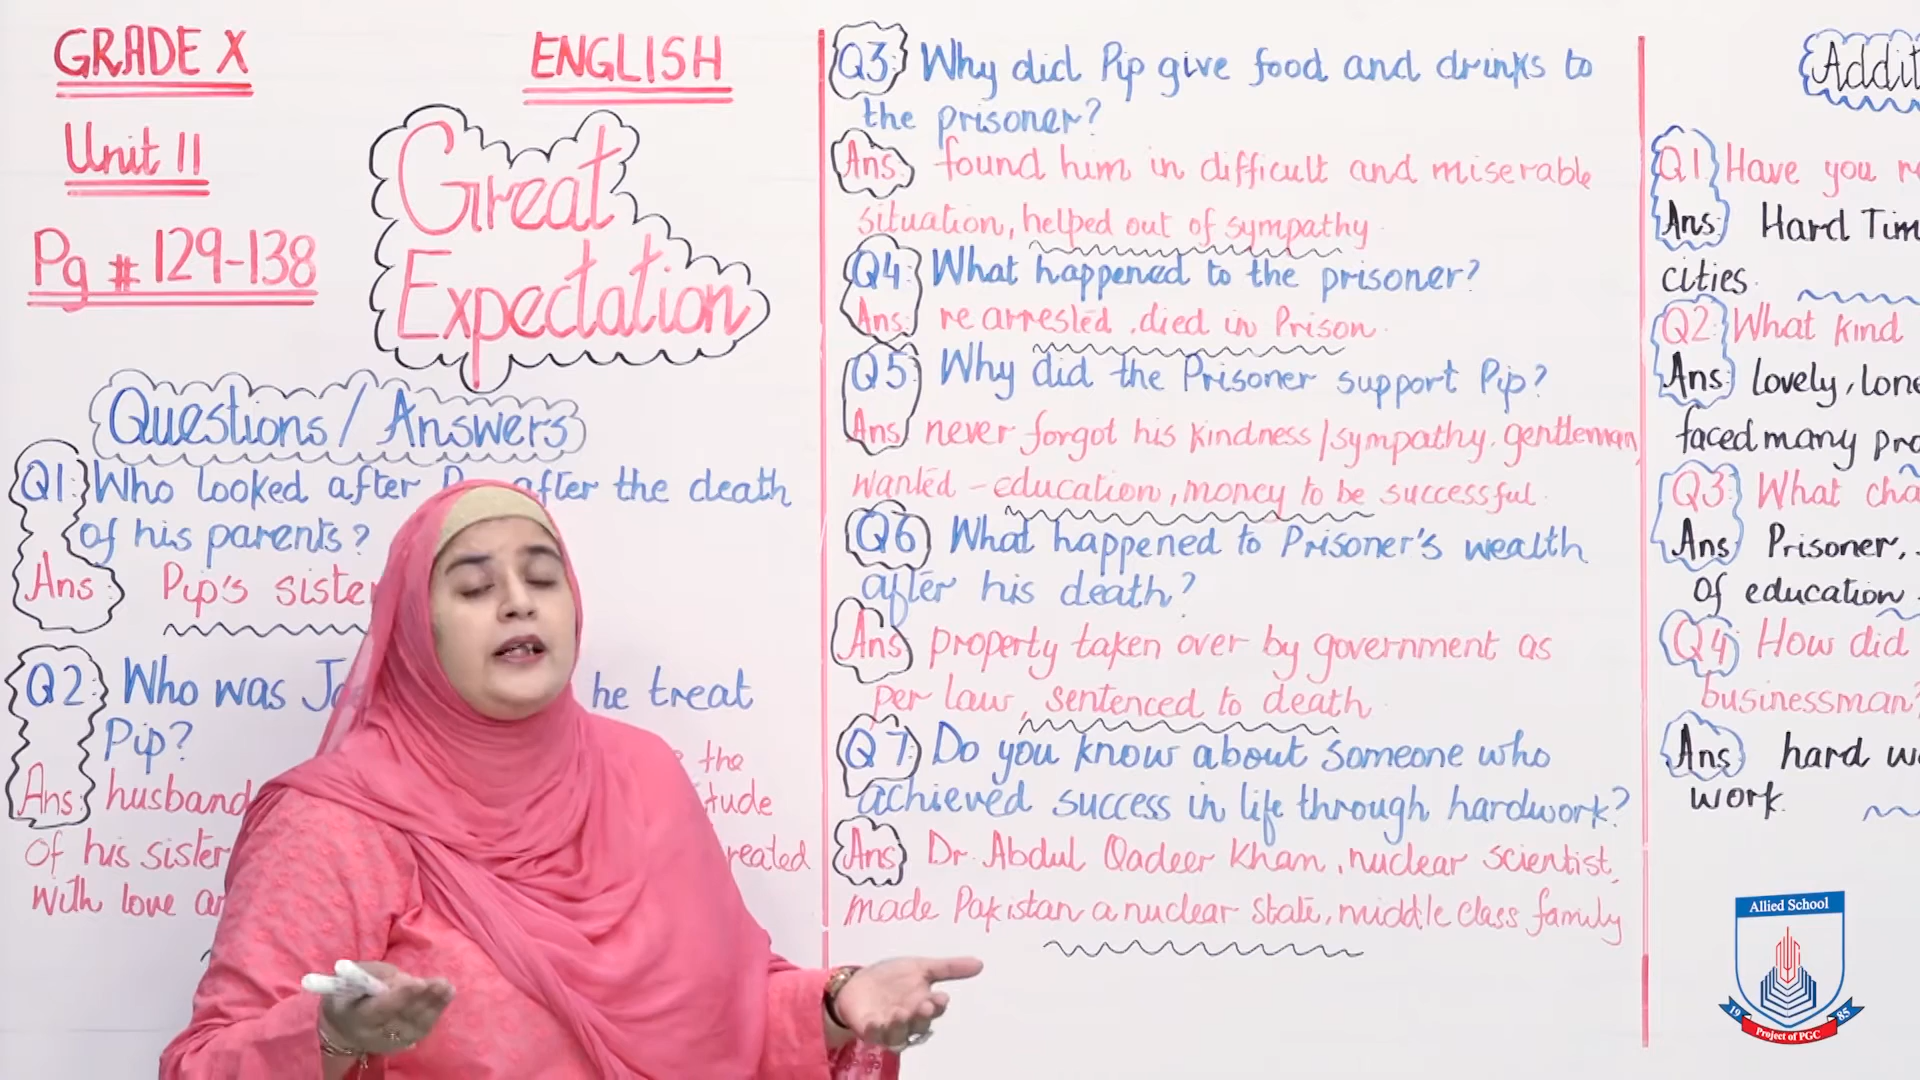 GRADE X
ENGLISH
Unit 11
Pg # 129-138
Great
Expectation
Questions / Answers
Q1: Who looked after after the death
of his parents?
Ans: Pip's sister
Q2: Who was he treat
Pip?
the
Ans: husband
of his sister
with love
Q3: Why did Pip give food and drinks to
the prisoner?
Ans: found him in difficult and miserable
situation, helped out of sympathy.
Q4: What happened to the prisoner?
Ans: re arrested, died in Prison.
Q5: Why did the Prisoner support Pip?
Ans: never forgot his kindness/sympathy, gentleman,
wanted - education, money to be successful.
Q6: What happened to Prisoner's wealth
after his death?
Ans: property taken over by government as
per law, sentenced to death.
Q7: Do you know about someone who
achieved success in life through hardwork?
Ans: Dr. Abdul Qadeer Khan, nuclear scientist,
made Pakistan a nuclear state, middle class family
Addit
Q1: Have you
Ans: Hard Tim
cities.
Q2: What kind
Ans: lovely, lone
faced many pro
Q3: What cha
Ans: Prisoner,
of education
Q4: How did
businessman?
Ans: hard
work.
Allied School
19 85
Project of PGC